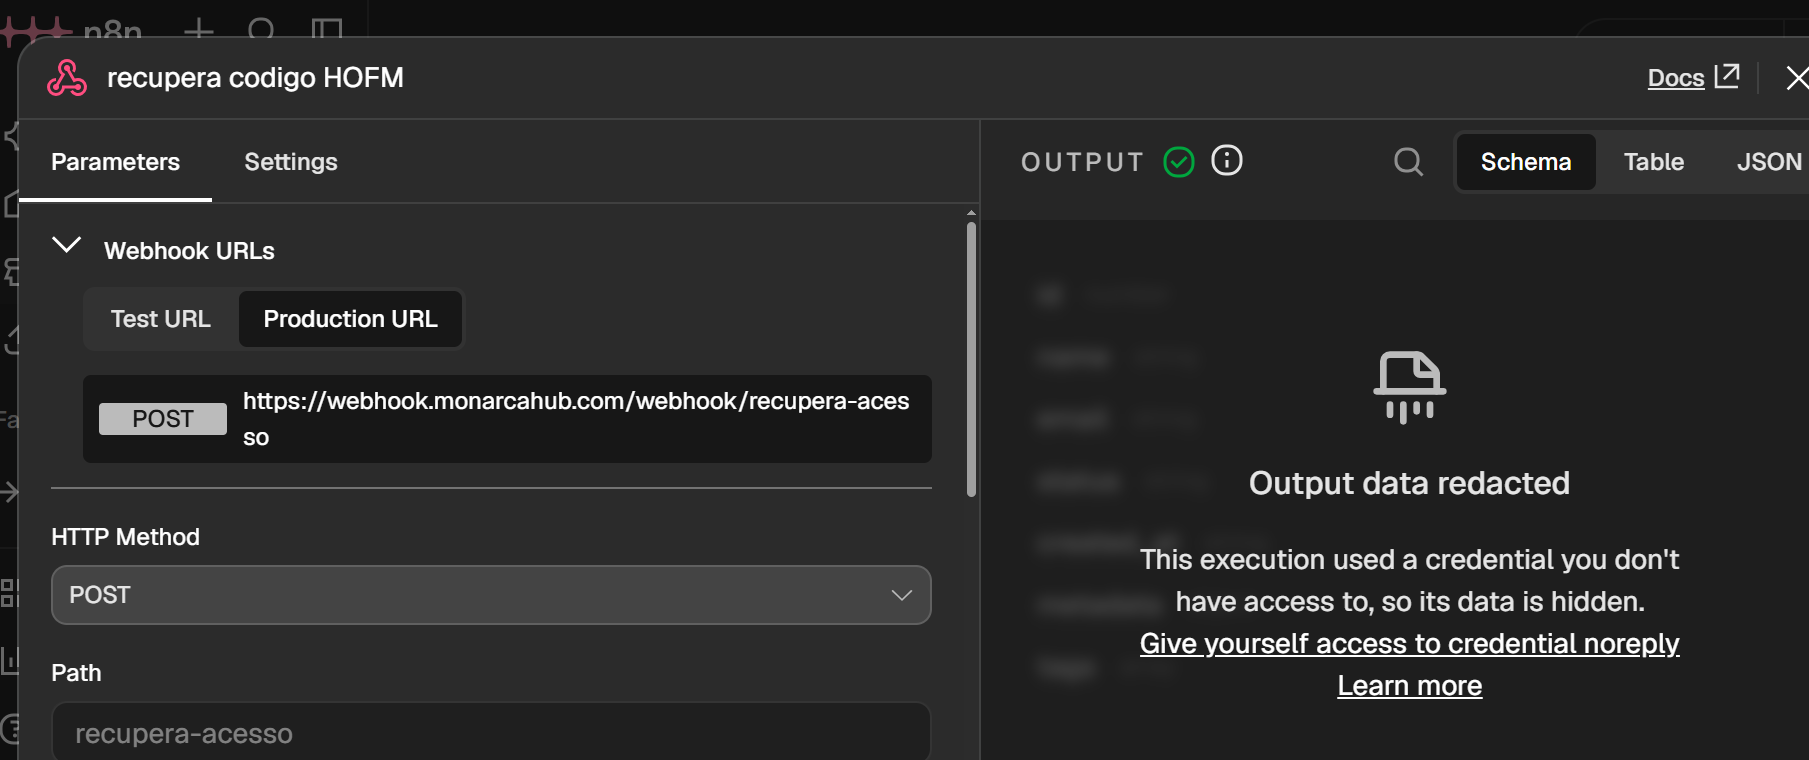 n8n
recupera codigo HOFM
Docs
Parameters
Settings
OUTPUT
Schema
Table
JSON
Webhook URLs
Test URL
Production URL
POST
https://webhook.monarcahub.com/webhook/recupera-aces
so
HTTP Method
POST
Path
recupera-acesso
Output data redacted
This execution used a credential you don't
have access to, so its data is hidden.
Give yourself access to credential noreply
Learn more
Fa